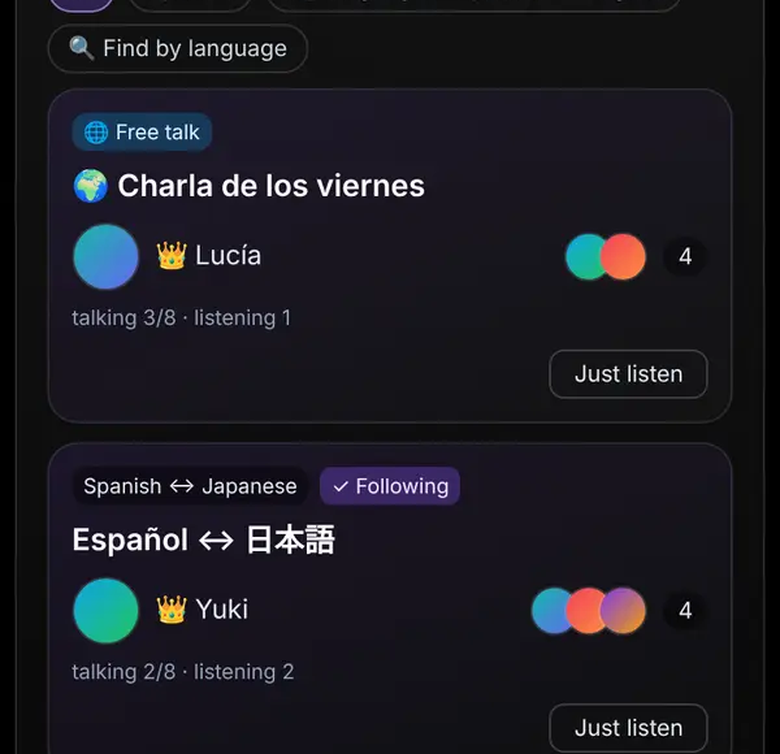 🔍 Find by language
🌐 Free talk
🌍 Charla de los viernes
👑 Lucía
4
talking 3/8 · listening 1
Just listen
Spanish ↔ Japanese
✓ Following
Español ↔ 日本語
👑 Yuki
4
talking 2/8 · listening 2
Just listen